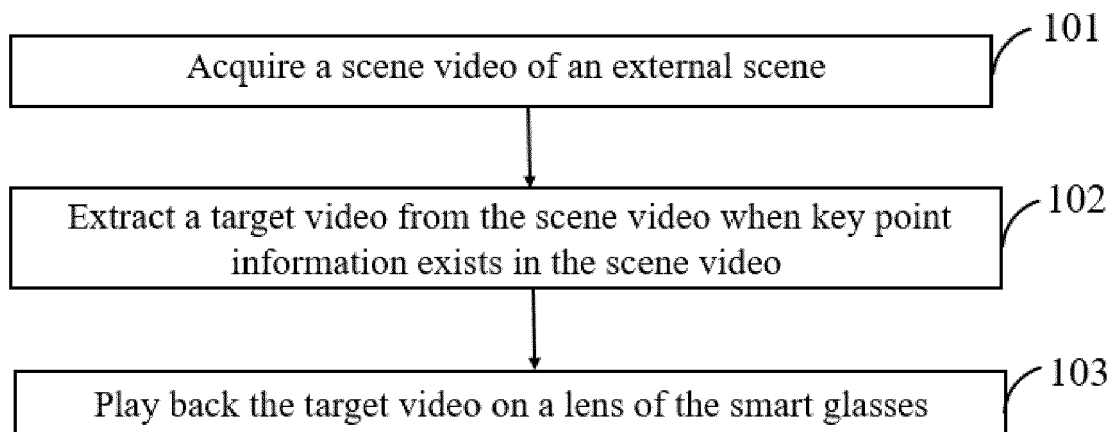 101
Acquire a scene video of an external scene
102
Extract a target video from the scene video when key point
information exists in the scene video
103
Play back the target video on a lens of the smart glasses